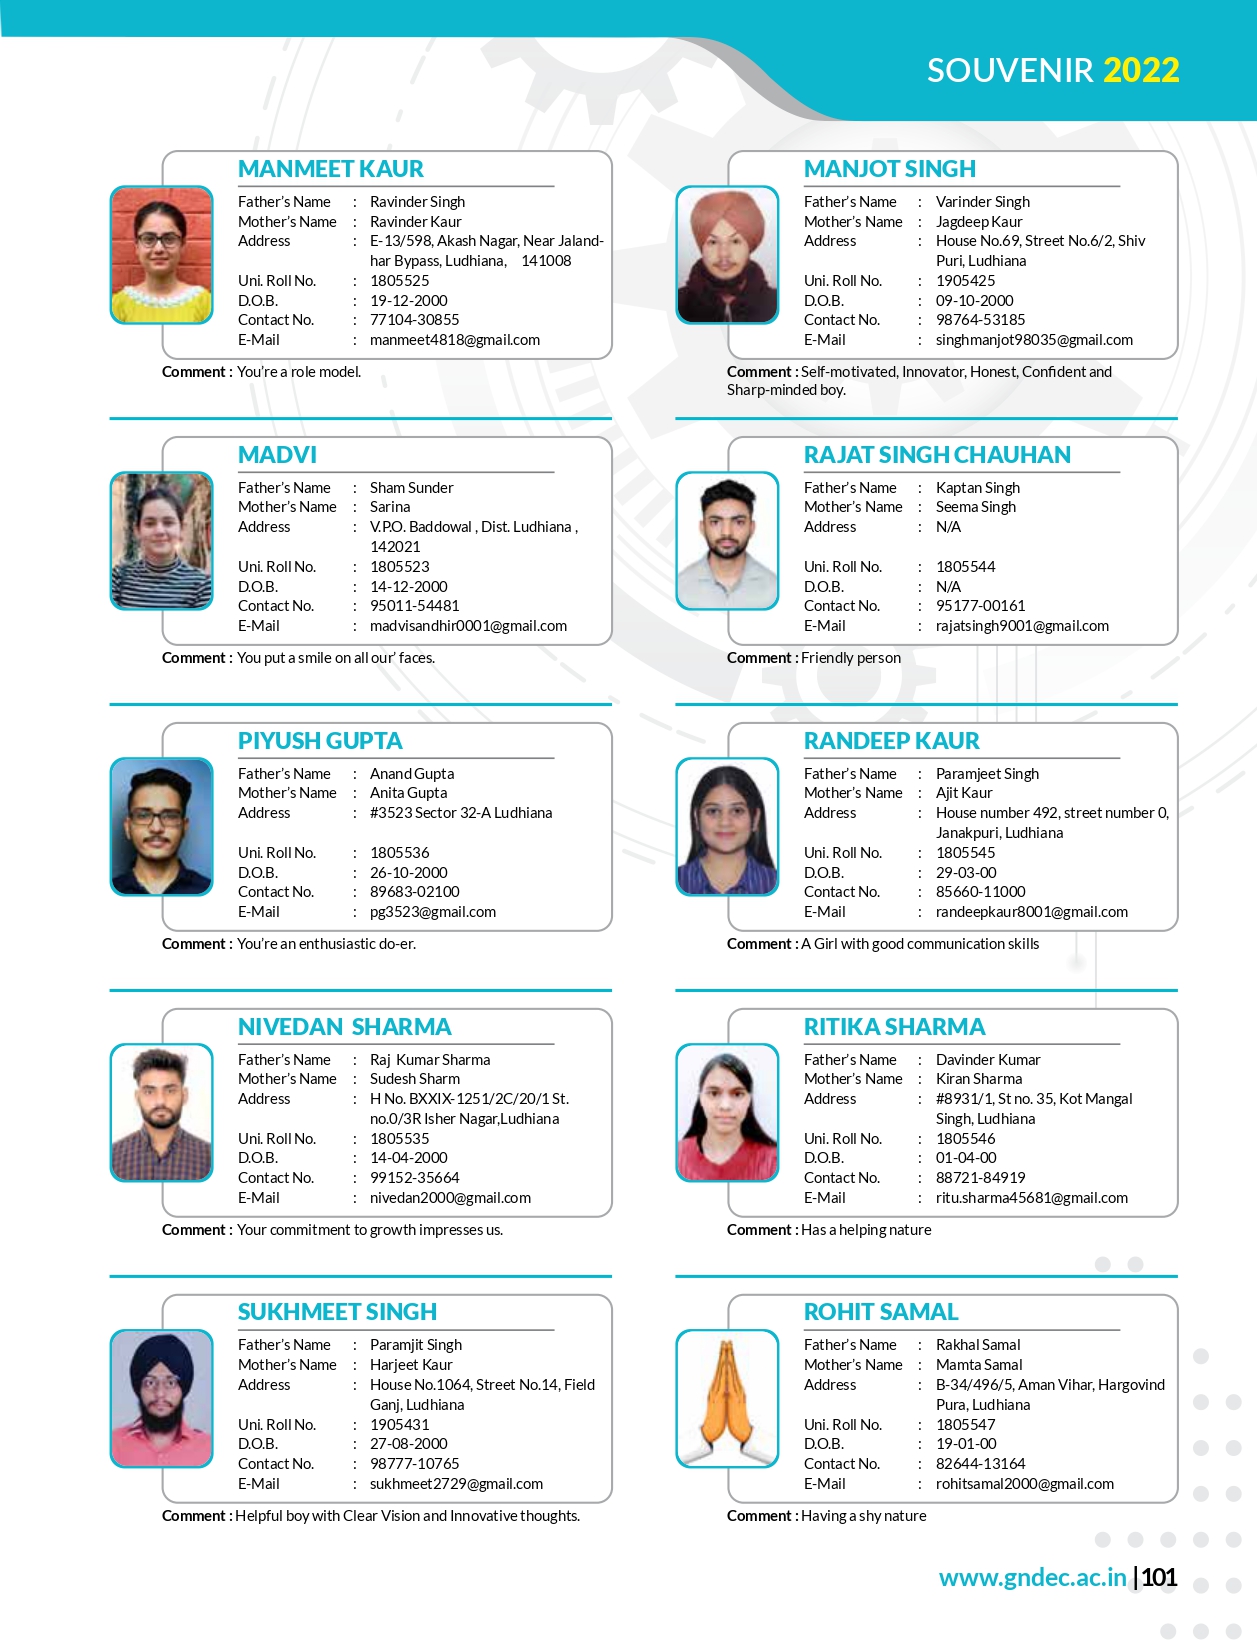 SOUVENIR 2022
MANMEET KAUR
Father's Name : Ravinder Singh
Mother's Name : Ravinder Kaur
Address : E-13/598, Akash Nagar, Near Jaland-
har Bypass, Ludhiana, 141008
Uni. Roll No. : 1805525
D.O.B. : 19-12-2000
Contact No. : 77104-30855
E-Mail : manmeet4818@gmail.com
Comment : You're a role model.
MANJOT SINGH
Father's Name : Varinder Singh
Mother's Name : Jagdeep Kaur
Address : House No.69, Street No.6/2, Shiv
Puri, Ludhiana
Uni. Roll No. : 1905425
D.O.B. : 09-10-2000
Contact No. : 98764-53185
E-Mail : singhmanjot98035@gmail.com
Comment : Self-motivated, Innovator, Honest, Confident and
Sharp-minded boy.
MADVI
Father's Name : Sham Sunder
Mother's Name : Sarina
Address : V.P.O. Baddowal , Dist. Ludhiana ,
142021
Uni. Roll No. : 1805523
D.O.B. : 14-12-2000
Contact No. : 95011-54481
E-Mail : madvisandhir0001@gmail.com
Comment : You put a smile on all our' faces.
RAJAT SINGH CHAUHAN
Father's Name : Kaptan Singh
Mother's Name : Seema Singh
Address : N/A
Uni. Roll No. : 1805544
D.O.B. : N/A
Contact No. : 95177-00161
E-Mail : rajatsingh9001@gmail.com
Comment : Friendly person
PIYUSH GUPTA
Father's Name : Anand Gupta
Mother's Name : Anita Gupta
Address : #3523 Sector 32-A Ludhiana
Uni. Roll No. : 1805536
D.O.B. : 26-10-2000
Contact No. : 89683-02100
E-Mail : pg3523@gmail.com
Comment : You're an enthusiastic do-er.
RANDEEP KAUR
Father's Name : Paramjeet Singh
Mother's Name : Ajit Kaur
Address : House number 492, street number 0,
Janakpuri, Ludhiana
Uni. Roll No. : 1805545
D.O.B. : 29-03-00
Contact No. : 85660-11000
E-Mail : randeepkaur8001@gmail.com
Comment : A Girl with good communication skills
NIVEDAN SHARMA
Father's Name : Raj Kumar Sharma
Mother's Name : Sudesh Sharm
Address : H No. BXXIX-1251/2C/20/1 St.
no.0/3R Isher Nagar,Ludhiana
Uni. Roll No. : 1805535
D.O.B. : 14-04-2000
Contact No. : 99152-35664
E-Mail : nivedan2000@gmail.com
Comment : Your commitment to growth impresses us.
RITIKA SHARMA
Father's Name : Davinder Kumar
Mother's Name : Kiran Sharma
Address : #8931/1, St no. 35, Kot Mangal
Singh, Ludhiana
Uni. Roll No. : 1805546
D.O.B. : 01-04-00
Contact No. : 88721-84919
E-Mail : ritu.sharma45681@gmail.com
Comment : Has a helping nature
SUKHMEET SINGH
Father's Name : Paramjit Singh
Mother's Name : Harjeet Kaur
Address : House No.1064, Street No.14, Field
Ganj, Ludhiana
Uni. Roll No. : 1905431
D.O.B. : 27-08-2000
Contact No. : 98777-10765
E-Mail : sukhmeet2729@gmail.com
Comment : Helpful boy with Clear Vision and Innovative thoughts.
ROHIT SAMAL
Father's Name : Rakhal Samal
Mother's Name : Mamta Samal
Address : B-34/496/5, Aman Vihar, Hargovind
Pura, Ludhiana
Uni. Roll No. : 1805547
D.O.B. : 19-01-00
Contact No. : 82644-13164
E-Mail : rohitsamal2000@gmail.com
Comment : Having a shy nature
www.gndec.ac.in |101